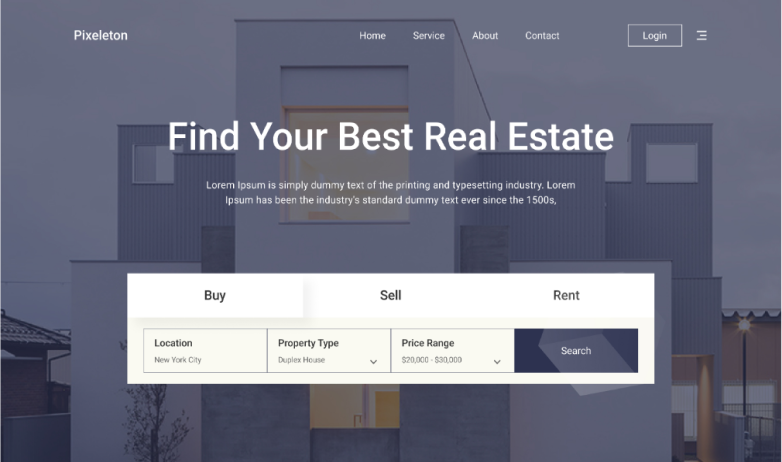 Pixeleton
Home
Service
About
Contact
Login
Find Your Best Real Estate
Lorem Ipsum is simply dummy text of the printing and typesetting industry. Lorem
Ipsum has been the industry's standard dummy text ever since the 1500s,
Buy
Sell
Rent
Location
New York City
Property Type
Duplex House
Price Range
$20,000 - $30,000
Search